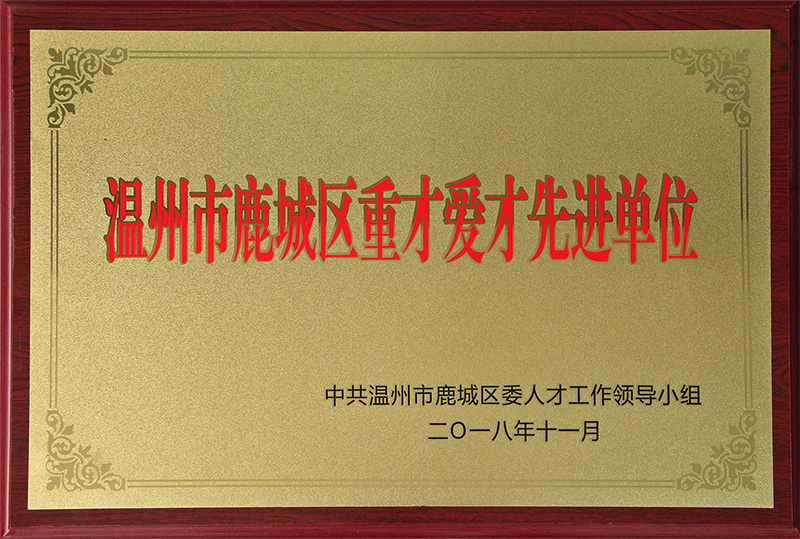 温州市鹿城区重才爱才先进单位
中共温州市鹿城区委人才工作领导小组
二O一八年十一月